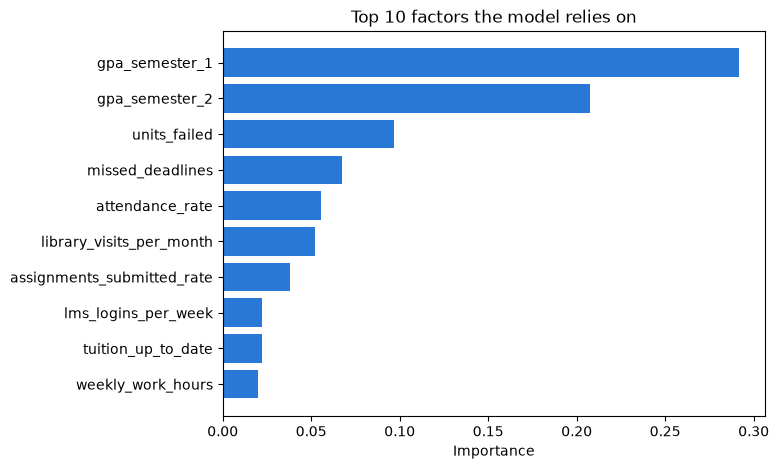 Top 10 factors the model relies on
gpa_semester_1
gpa_semester_2
units_failed
missed_deadlines
attendance_rate
library_visits_per_month
assignments_submitted_rate
lms_logins_per_week
tuition_up_to_date
weekly_work_hours
0.00 0.05 0.10 0.15 0.20 0.25 0.30
Importance